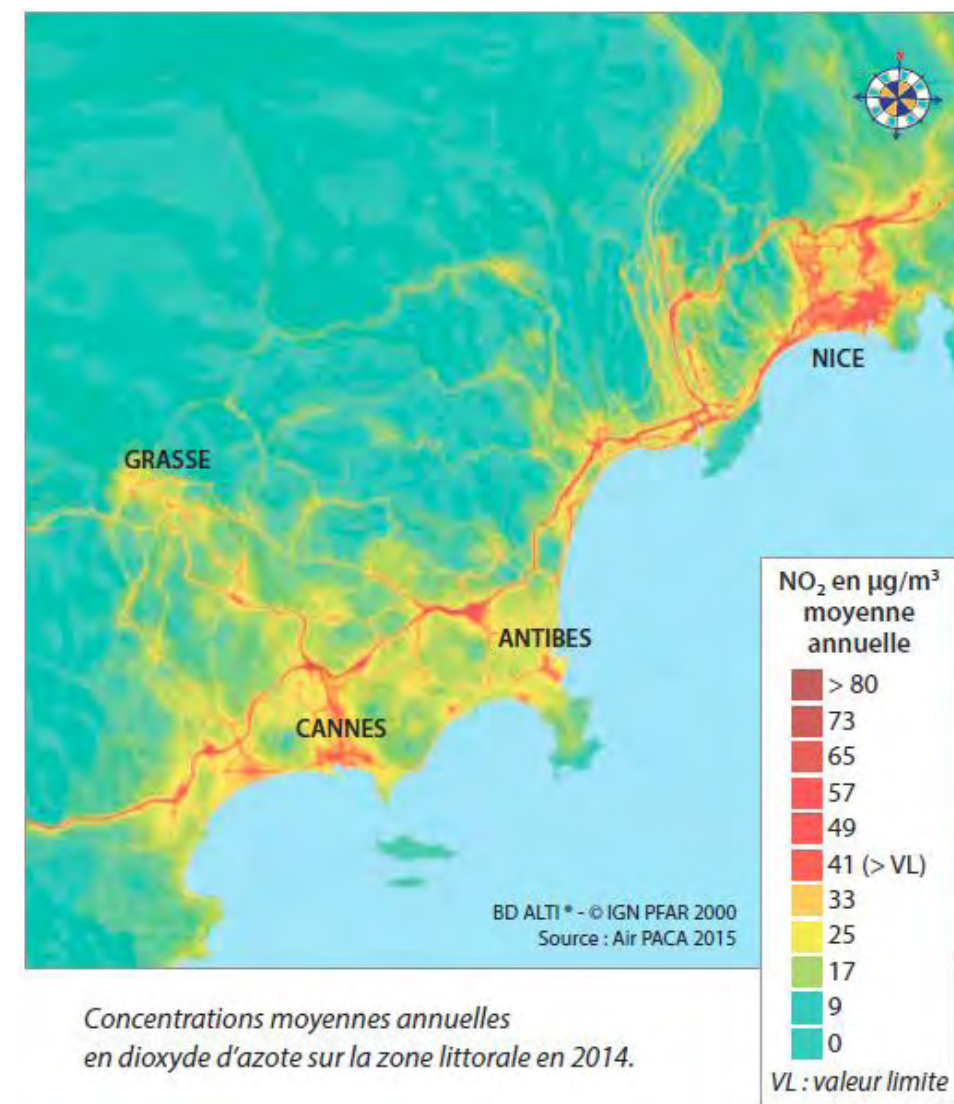 N
NICE
GRASSE
ANTIBES
CANNES
BD ALTI ® - © IGN PFAR 2000
Source : Air PACA 2015
NO₂ en µg/m³
moyenne
annuelle
> 80
73
65
57
49
41 (> VL)
33
25
17
9
0
VL : valeur limite
Concentrations moyennes annuelles
en dioxyde d'azote sur la zone littorale en 2014.